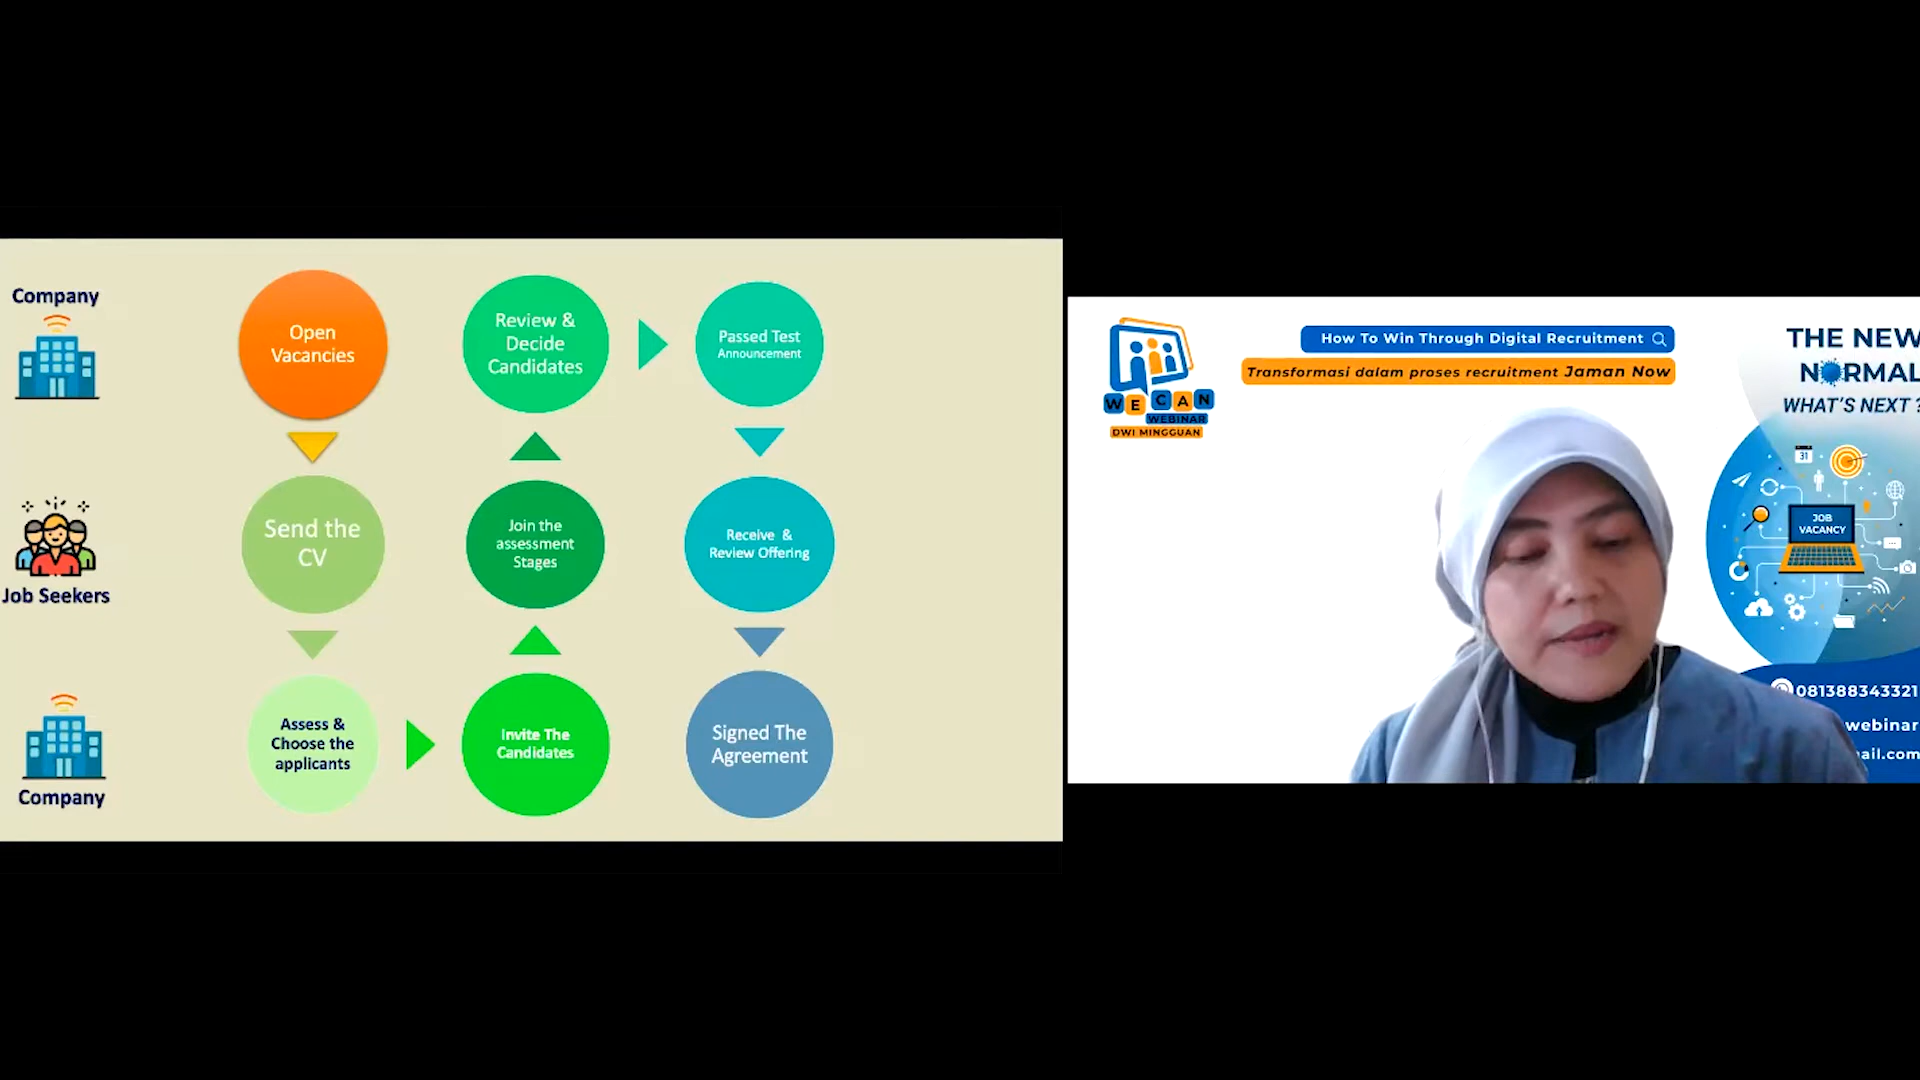 Company
Open
Vacancies
Review &
Decide
Candidates
Passed Test
Announcement
Job Seekers
Send the
CV
Join the
assessment
Stages
Receive &
Review Offering
Company
Assess &
Choose the
applicants
Invite The
Candidates
Signed The
Agreement
WE CAN
WEBINAR
DWI MINGGUAN
How To Win Through Digital Recruitment
Transformasi dalam proses recruitment Jaman Now
THE NEW
NORMAL
WHAT'S NEXT ?
31
JOB
VACANCY
081388343321
webinar
ail.com